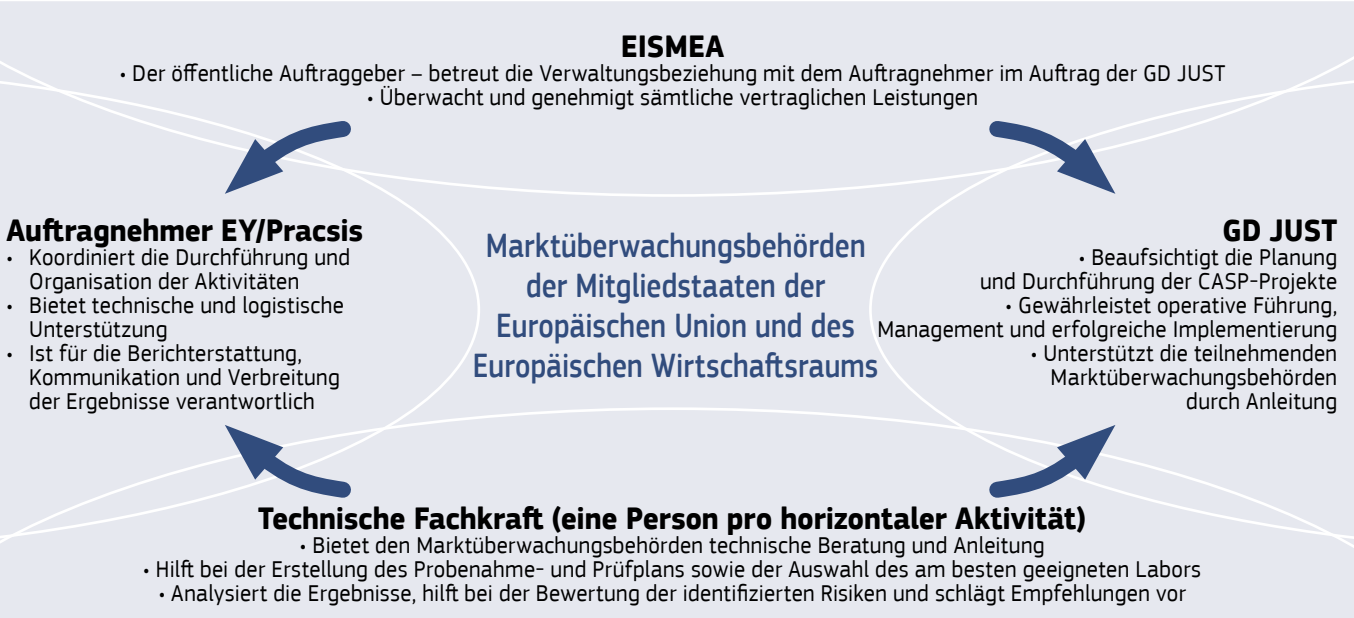 EISMEA
• Der öffentliche Auftraggeber – betreut die Verwaltungsbeziehung mit dem Auftragnehmer im Auftrag der GD JUST
• Überwacht und genehmigt sämtliche vertraglichen Leistungen
Auftragnehmer EY/Pracsis
• Koordiniert die Durchführung und
Organisation der Aktivitäten
• Bietet technische und logistische
Unterstützung
• Ist für die Berichterstattung,
Kommunikation und Verbreitung
der Ergebnisse verantwortlich
Marktüberwachungsbehörden
der Mitgliedstaaten der
Europäischen Union und des
Europäischen Wirtschaftsraums
GD JUST
• Beaufsichtigt die Planung
und Durchführung der CASP-Projekte
• Gewährleistet operative Führung,
Management und erfolgreiche Implementierung
• Unterstützt die teilnehmenden
Marktüberwachungsbehörden
durch Anleitung
Technische Fachkraft (eine Person pro horizontaler Aktivität)
• Bietet den Marktüberwachungsbehörden technische Beratung und Anleitung
• Hilft bei der Erstellung des Probenahme- und Prüfplans sowie der Auswahl des am besten geeigneten Labors
• Analysiert die Ergebnisse, hilft bei der Bewertung der identifizierten Risiken und schlägt Empfehlungen vor